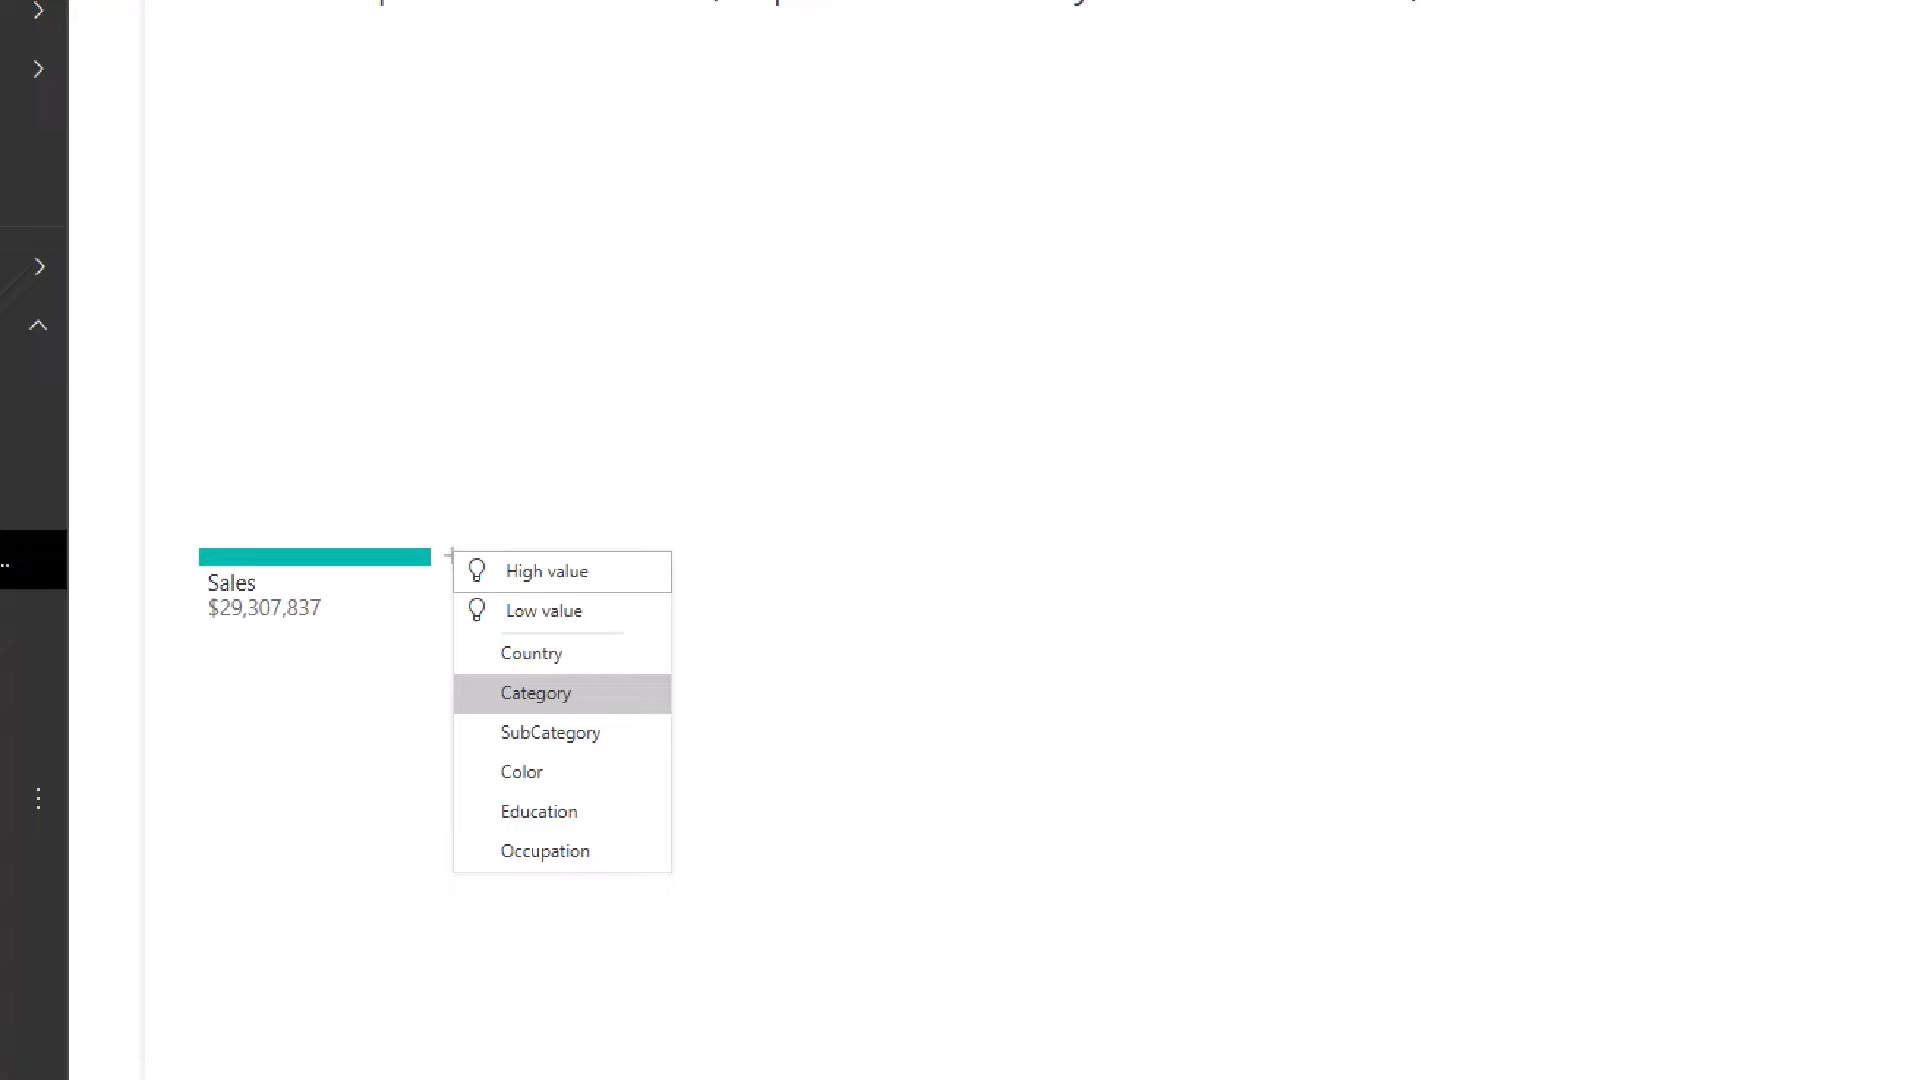 Sales
$29,307,837
High value
Low value
Country
Category
SubCategory
Color
Education
Occupation